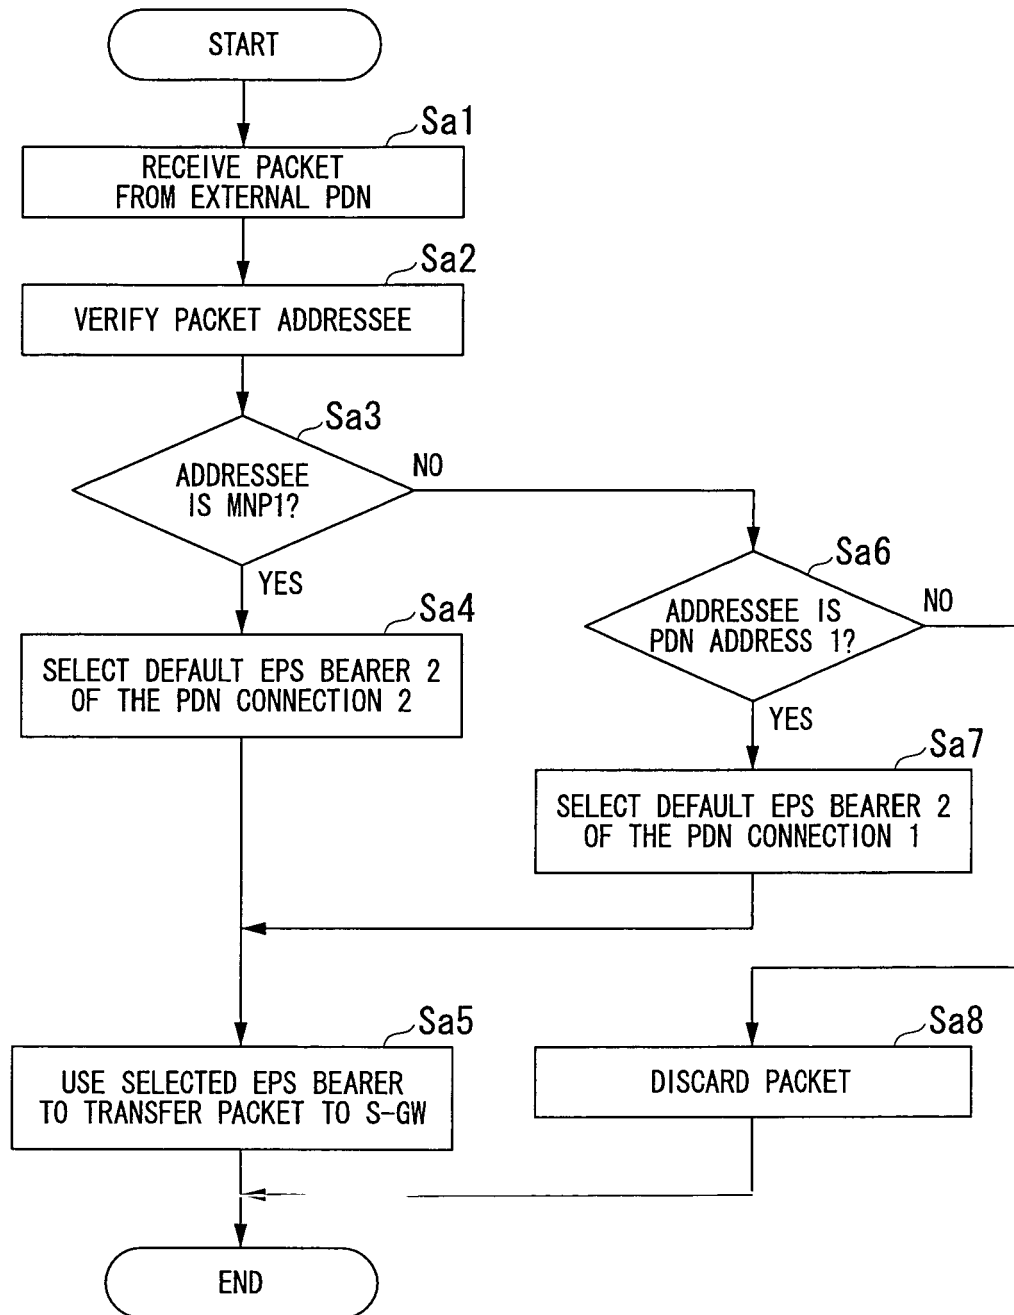 START
Sa1
RECEIVE PACKET
FROM EXTERNAL PDN
Sa2
VERIFY PACKET ADDRESSEE
Sa3
ADDRESSEE
IS MNP1?
NO
YES
Sa4
SELECT DEFAULT EPS BEARER 2
OF THE PDN CONNECTION 2
Sa6
ADDRESSEE IS
PDN ADDRESS 1?
NO
YES
Sa7
SELECT DEFAULT EPS BEARER 2
OF THE PDN CONNECTION 1
Sa5
USE SELECTED EPS BEARER
TO TRANSFER PACKET TO S-GW
Sa8
DISCARD PACKET
END